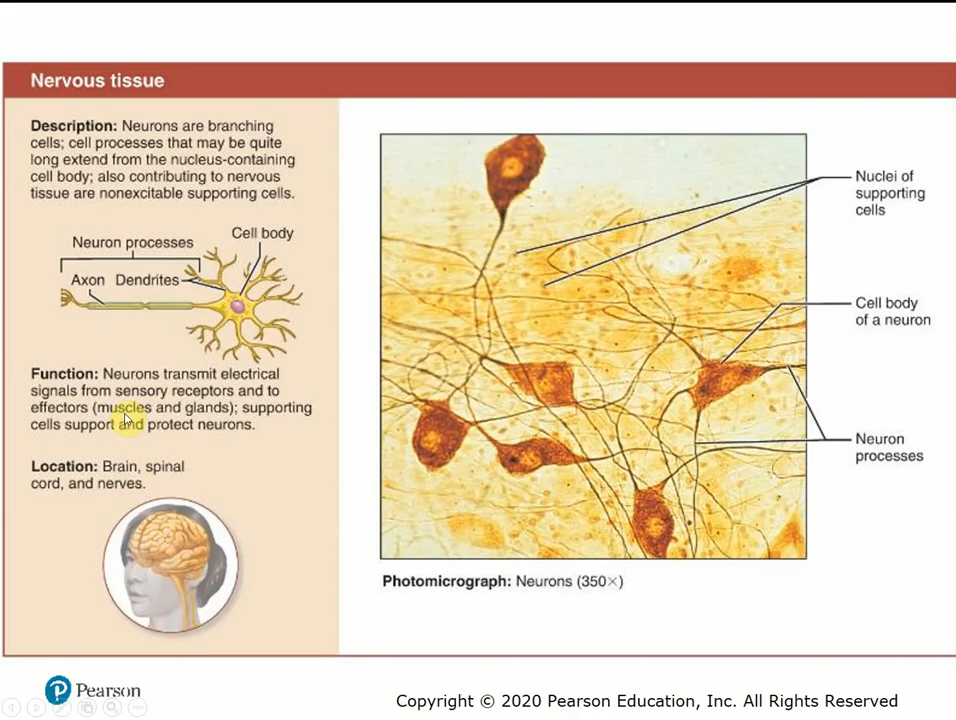 Nervous tissue
Description: Neurons are branching
cells; cell processes that may be quite
long extend from the nucleus-containing
cell body; also contributing to nervous
tissue are nonexcitable supporting cells.
Neuron processes
Cell body
Axon
Dendrites
Function: Neurons transmit electrical
signals from sensory receptors and to
effectors (muscles and glands); supporting
cells support and protect neurons.
Location: Brain, spinal
cord, and nerves.
Nuclei of
supporting
cells
Cell body
of a neuron
Neuron
processes
Photomicrograph: Neurons (350×)
P Pearson
Copyright © 2020 Pearson Education, Inc. All Rights Reserved